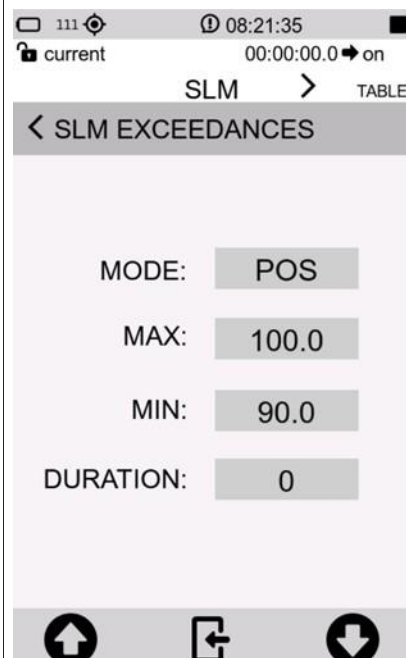 111 08:21:35
current 00:00:00.0 on
SLM > TABLE
< SLM EXCEEDANCES
MODE: POS
MAX: 100.0
MIN: 90.0
DURATION: 0